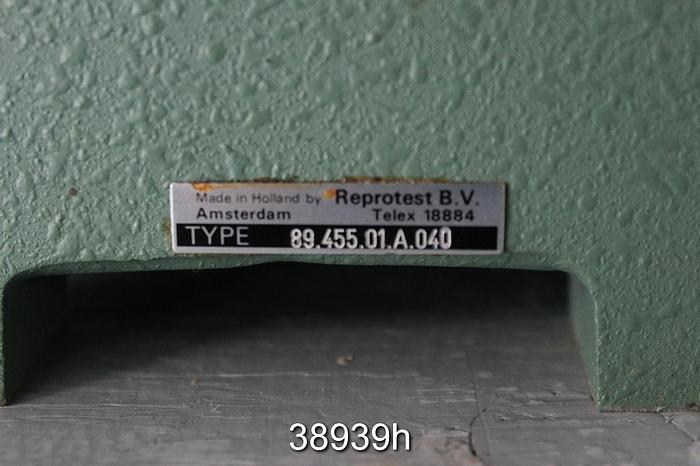 Made in Holland by Reprotest B.V.
Amsterdam Telex 18884
TYPE 89.455.01.A.040
38939h